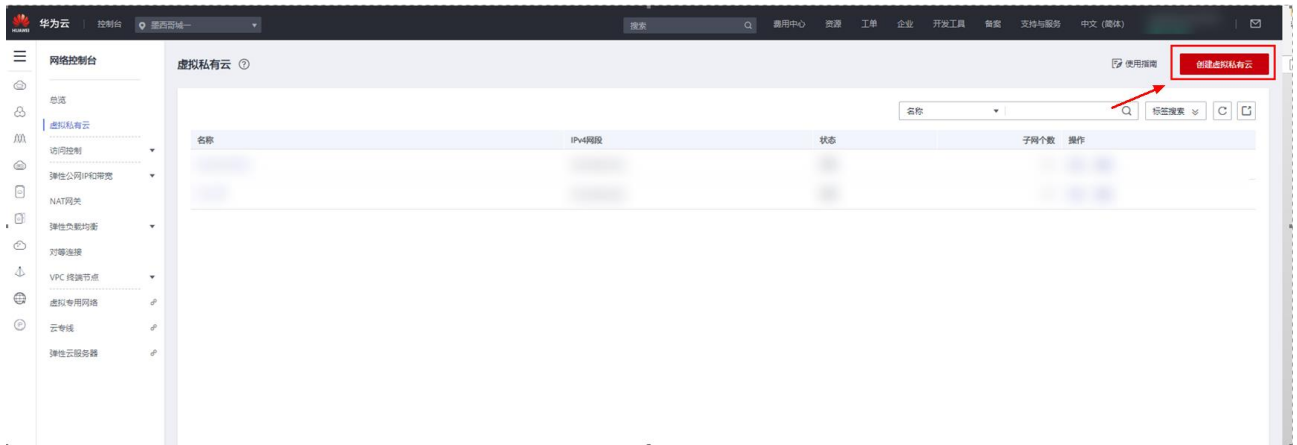 HUAWEI 华为云 控制台 墨西哥城一 搜索 费用中心 资源 工单 企业 开发工具 备案 支持与服务 中文 (简体)
网络控制台
虚拟私有云
使用指南
创建虚拟私有云
总览
虚拟私有云
访问控制
弹性公网IP和带宽
NAT网关
弹性负载均衡
对等连接
VPC 终端节点
虚拟专用网络
云专线
弹性云服务器
名称
标签搜索
名称 IPv4网段 状态 子网个数 操作